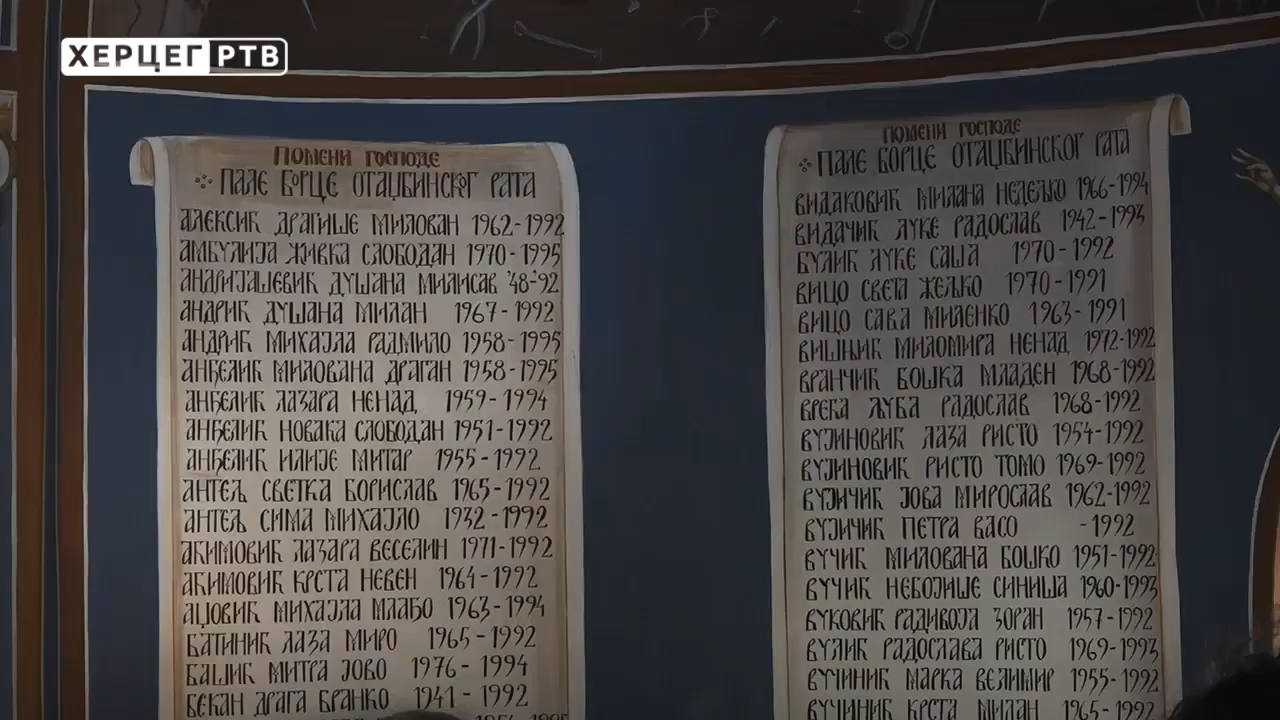 ХЕРЦЕГ РТВ
ПОМЕНИ ГОСПОДЕ
ПАЛЕ БОРЦЕ ОТАЏБИНСКОГ РАТА
АЛЕКСИЋ ДРАГИШЕ МИЛОВАН 1962-1992
АМБУЛИЈА ЖИВКА СЛОБОДАН 1970-1995
АНДРИЈАШЕВИЋ ДУШАНА МИЛИСАВ '48-'92
АНДРИЋ ДУШАНА МИЛАН 1967-1992
АНДРИЋ МИХАЈЛА РАДМИЛО 1958-1995
АНЂЕЛИЋ МИЛОВАНА ДРАГАН 1958-1995
АНЂЕЛИЋ ЛАЗАРА НЕНАД 1959-1994
АНЂЕЛИЋ НОВАКА СЛОБОДАН 1951-1992
АНЂЕЛИЋ ИЛИЈЕ МИТАР 1955-1992
АНТЕЉ СВЕТКА БОРИСЛАВ 1965-1992
АНТЕЉ СИМА МИХАЈЛО 1932-1992
АЋИМОВИЋ ЛАЗАРА ВЕСЕЛИН 1971-1992
АЋИМОВИЋ КРСТА НЕВЕН 1964-1992
АЏОВИЋ МИХАЈЛА МЛАЂО 1963-1994
БАТИНИЋ ЛАЗА МИРО 1965-1992
БАШИЋ МИТРА ЈОВО 1976-1994
БЕКАН ДРАГА БРАНКО 1941-1992
ПОМЕНИ ГОСПОДЕ
ПАЛЕ БОРЦЕ ОТАЏБИНСКОГ РАТА
ВИДАКОВИЋ МИЛАНА НЕДЕЉКО 1966-1994
ВИДАЧИЋ ЛУКЕ РАДОСЛАВ 1942-1993
ВУЛИЋ ЛУКЕ САША 1970-1992
ВИЦО СВЕТА ЖЕЉКО 1970-1991
ВИЦО САВА МИЛЕНКО 1963-1991
ВИШЊИЋ МИЛОМИРА НЕНАД 1972-1992
ВРАНЧИЋ БОШКА МЛАДЕН 1968-1992
ВРЕЋА ЉУБА РАДОСЛАВ 1968-1992
ВУЈИНОВИЋ ЛАЗА РИСТО 1954-1992
ВУЈИНОВИЋ РИСТО ТОМО 1969-1992
ВУЈИЧИЋ ЈОВА МИРОСЛАВ 1962-1992
ВУЈИЧИЋ ПЕТРА ВАСО -1992
ВУЧИЋ МИЛОВАНА БОШКО 1951-1992
ВУЧИЋ НЕБОЈШЕ СИНИША 1960-1993
ВУКОВИЋ РАДИВОЈА ЗОРАН 1957-1992
ВУЛИЋ РАДОСЛАВА РИСТО 1969-1993
ВУЧИНИЋ МАРКА ВЕЛИМИР 1955-1992
ВУЧИНИЋ КРСТА МИЛАН 1965-1992